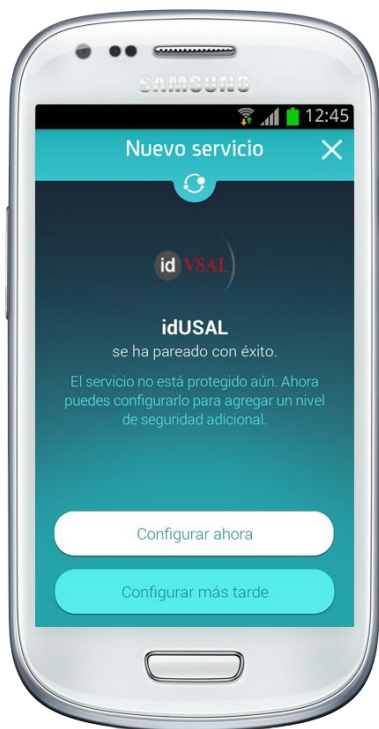 SAMSUNG
12:45
Nuevo servicio
id VSAL
idUSAL
se ha pareado con éxito.
El servicio no está protegido aún. Ahora
puedes configurarlo para agregar un nivel
de seguridad adicional.
Configurar ahora
Configurar más tarde